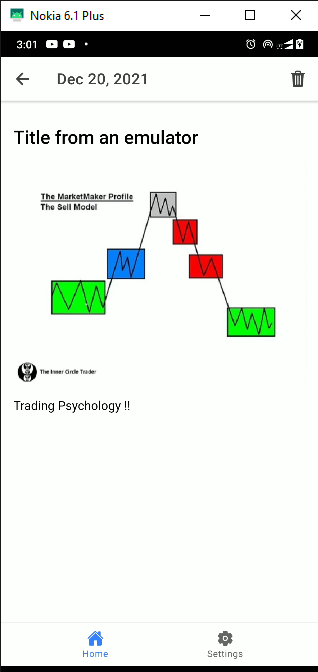 Nokia 6.1 Plus
3:01
Dec 20, 2021
Title from an emulator
The MarketMaker Profile
The Sell Model
The Inner Circle Trader
Trading Psychology !!
Home
Settings